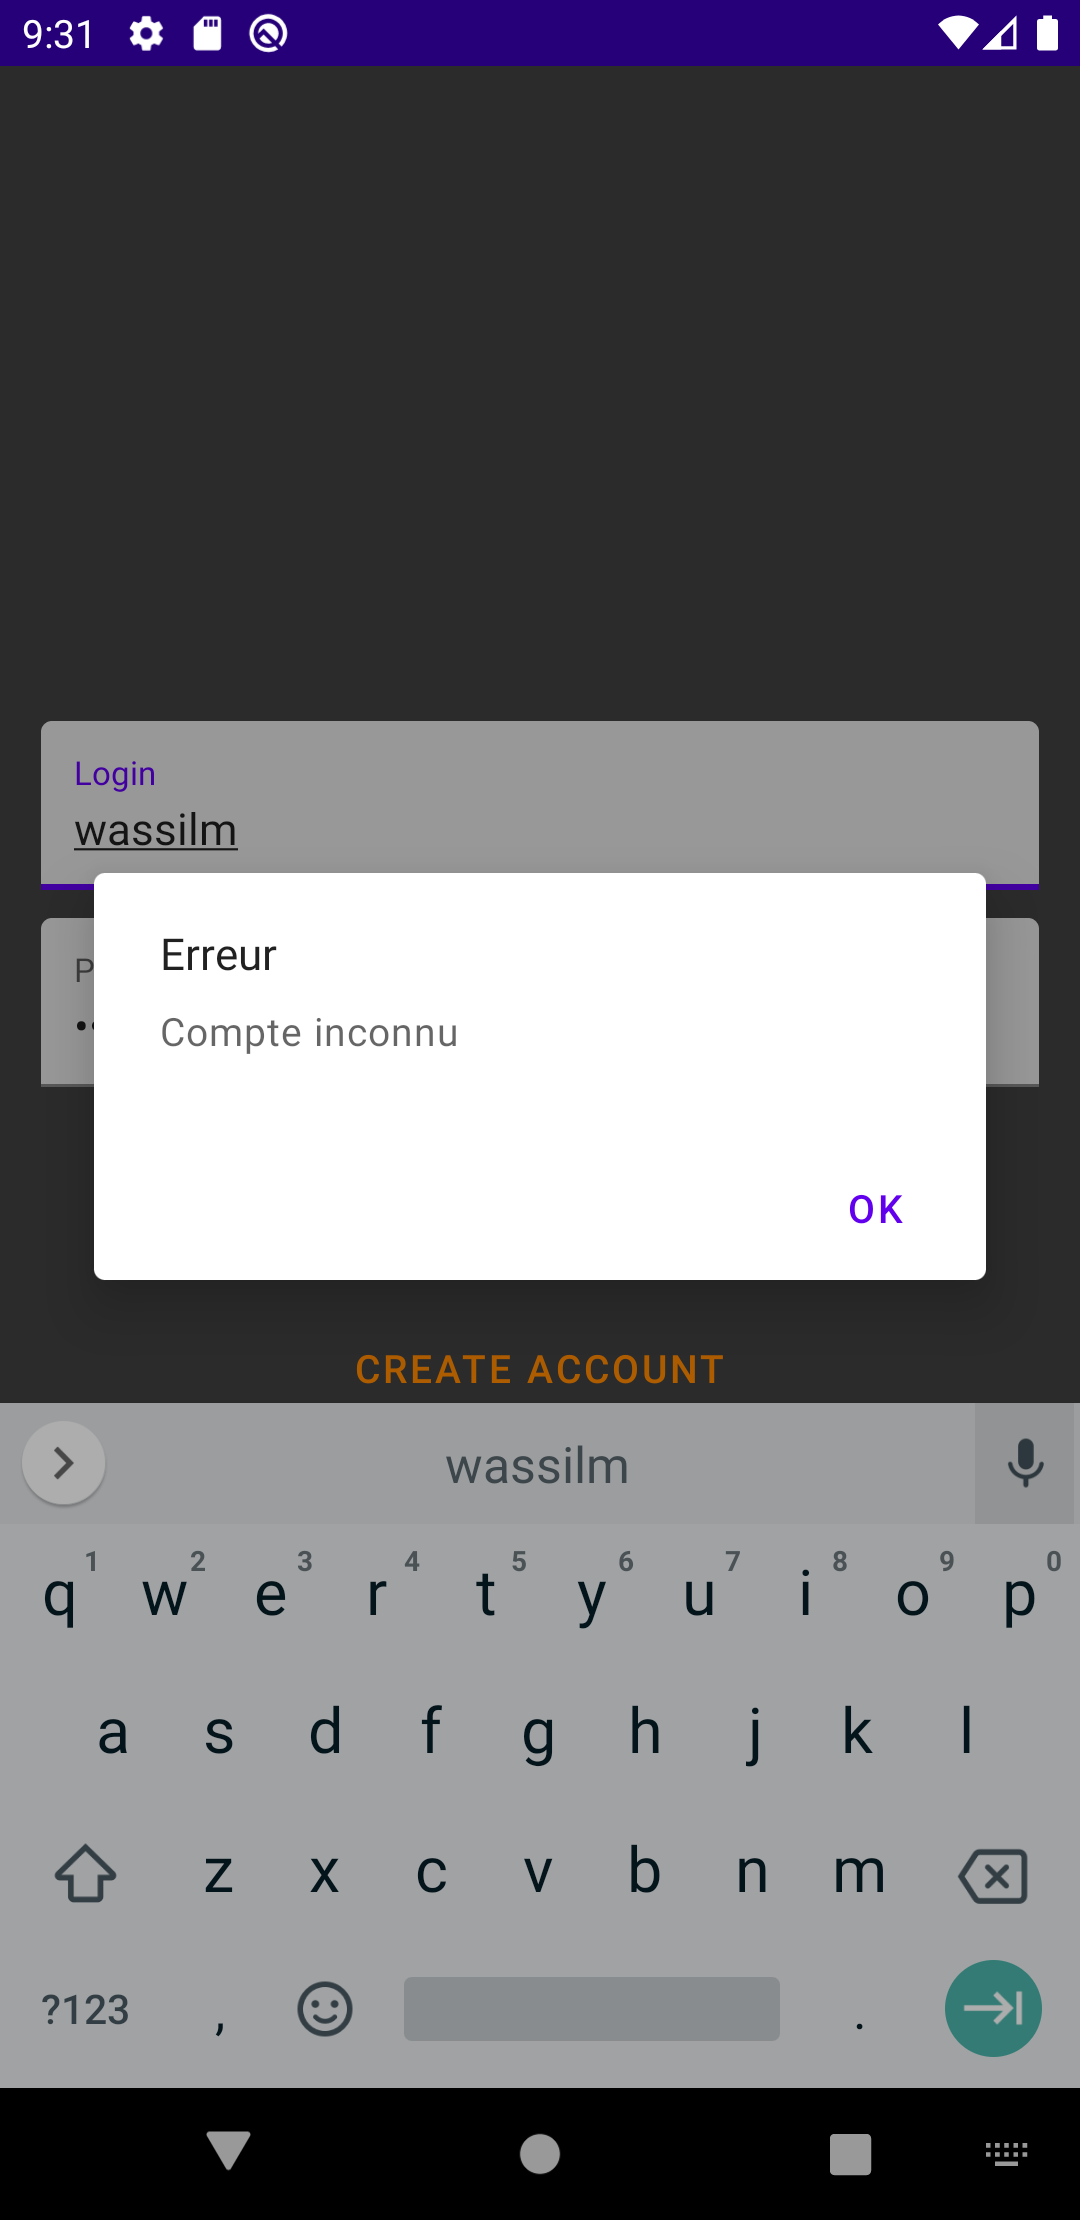 9:31
Login
wassilm
P
••
Erreur
Compte inconnu
OK
CREATE ACCOUNT
wassilm
1 2 3 4 5 6 7 8 9 0
q w e r t y u i o p
a s d f g h j k l
z x c v b n m
?123 , .